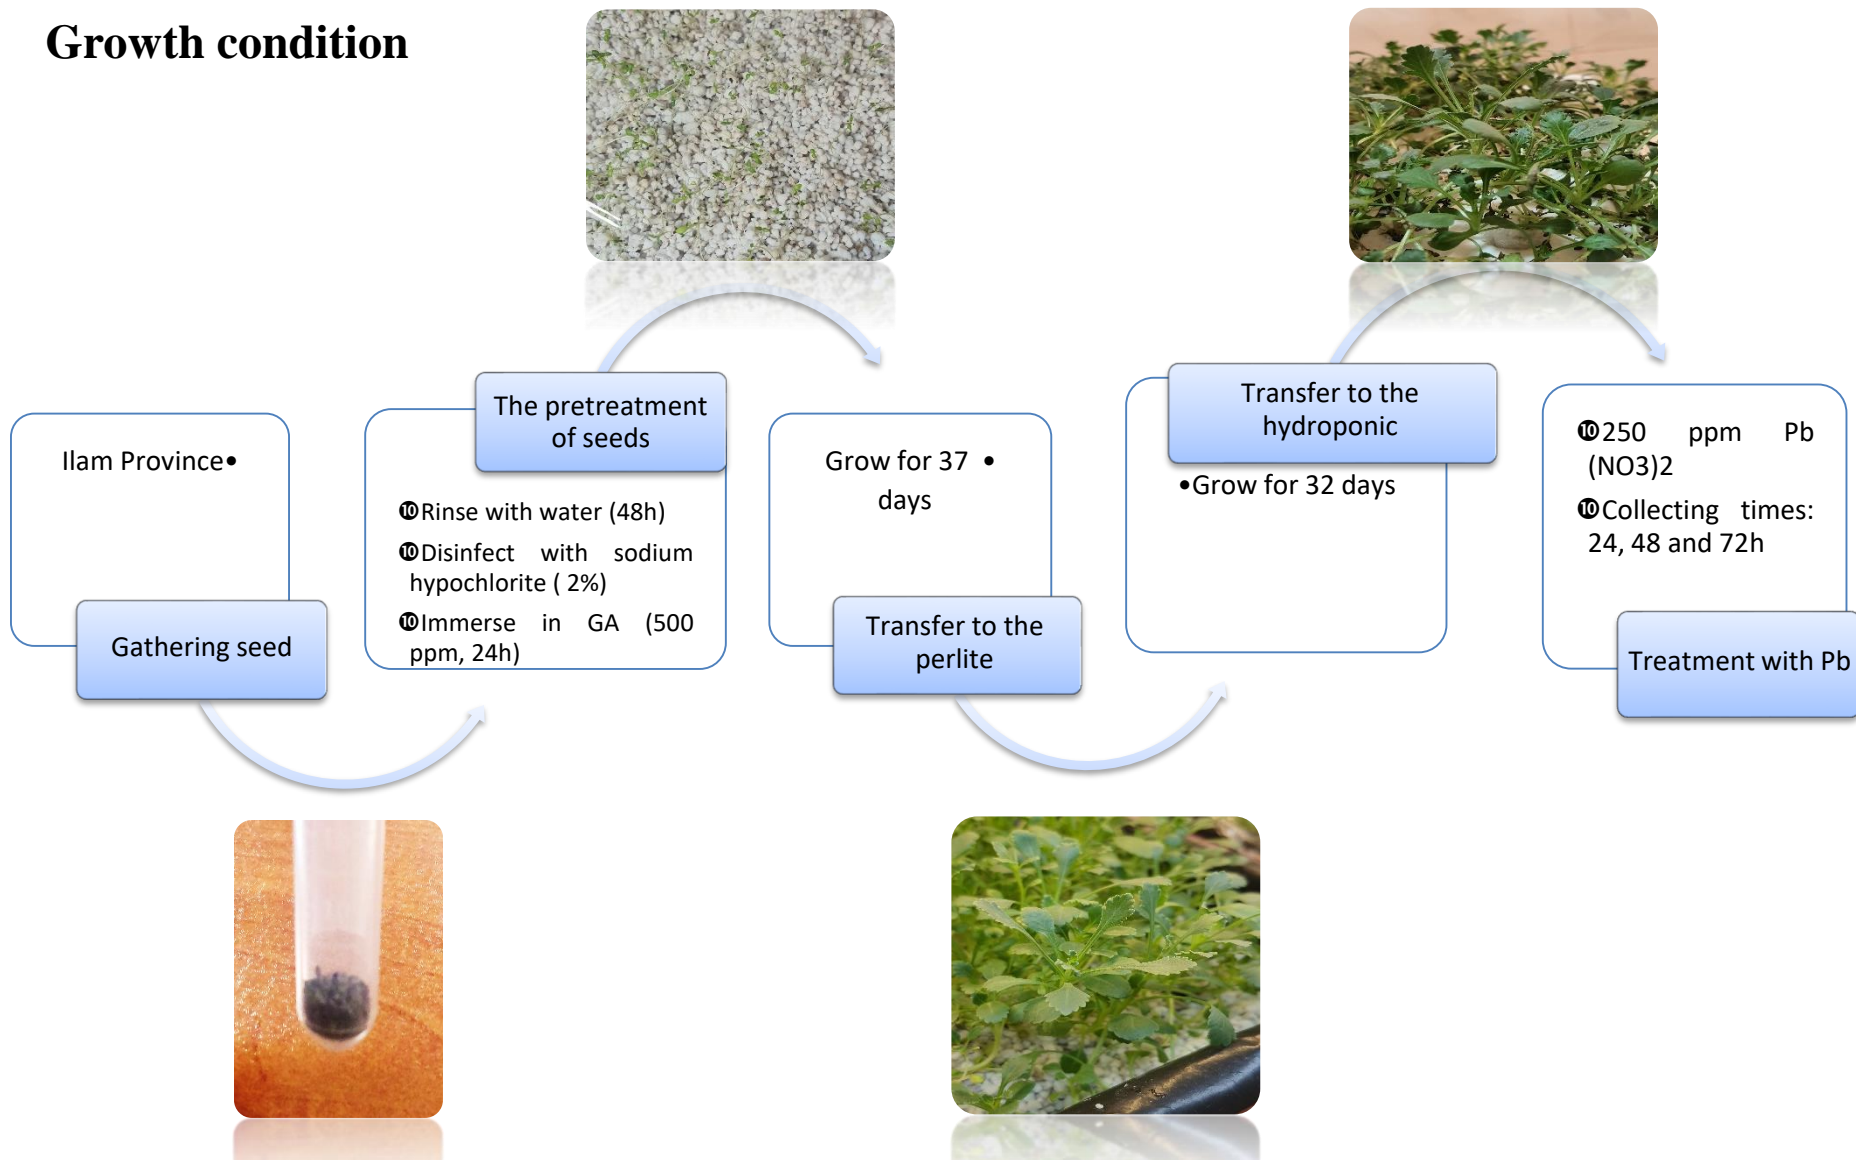 Growth condition
Ilam Province•
Gathering seed
The pretreatment
of seeds
❿Rinse with water (48h)
❿Disinfect with sodium
hypochlorite ( 2%)
❿Immerse in GA (500
ppm, 24h)
Grow for 37 •
days
Transfer to the
perlite
Transfer to the
hydroponic
•Grow for 32 days
❿250 ppm Pb
(NO3)2
❿Collecting times:
24, 48 and 72h
Treatment with Pb